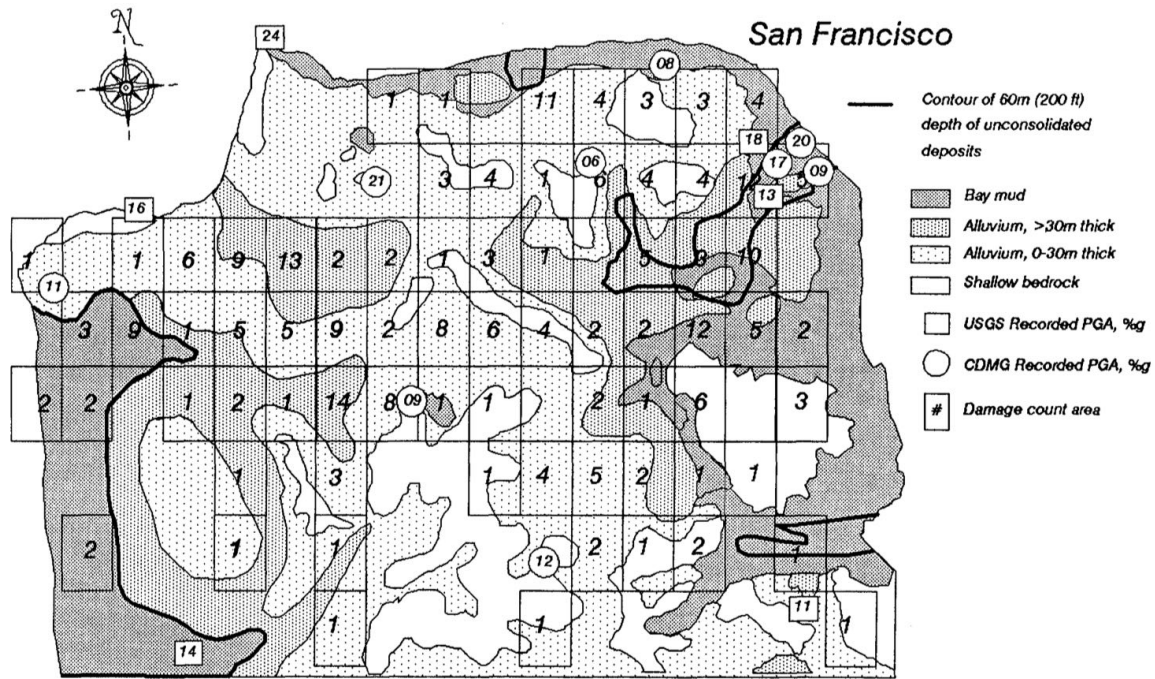 N
24
San Francisco
08
1 1 11 4 3 3 4
Contour of 60m (200 ft)
depth of unconsolidated
deposits
18 20
06 17 09
21 3 4 1 6 4 4
13
Bay mud
16
Alluvium, >30m thick
1 1 6 9 13 2 2 1 3 1 5 9 10
Alluvium, 0-30m thick
11
Shallow bedrock
3 9 1 5 5 9 2 8 6 4 2 2 12 5 2
USGS Recorded PGA, %g
CDMG Recorded PGA, %g
2 2 1 2 1 14 8 09 1 1 2 1 6 3
# Damage count area
1 3 1 4 5 2 1 1
2 1 1 12 2 1 2 1
11
1 1 1
14